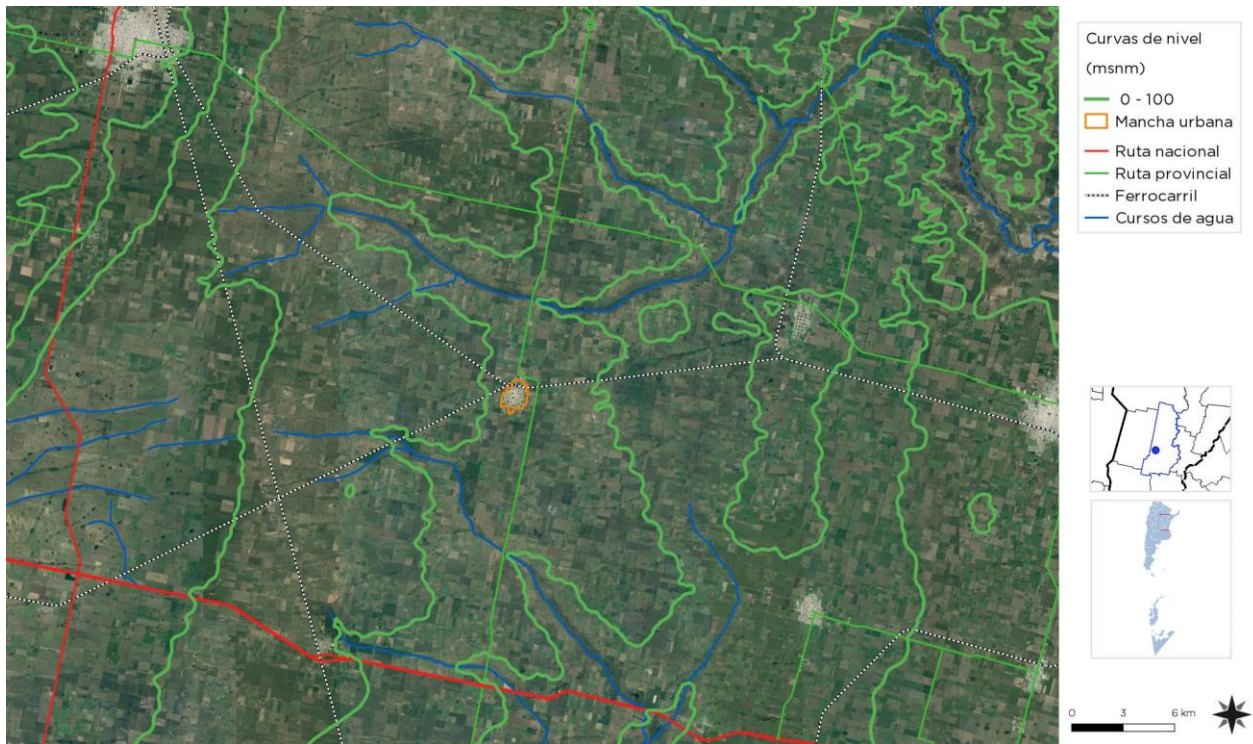 Curvas de nivel
(msnm)
0 - 100
Mancha urbana
Ruta nacional
Ruta provincial
Ferrocarril
Cursos de agua
0 3 6 km